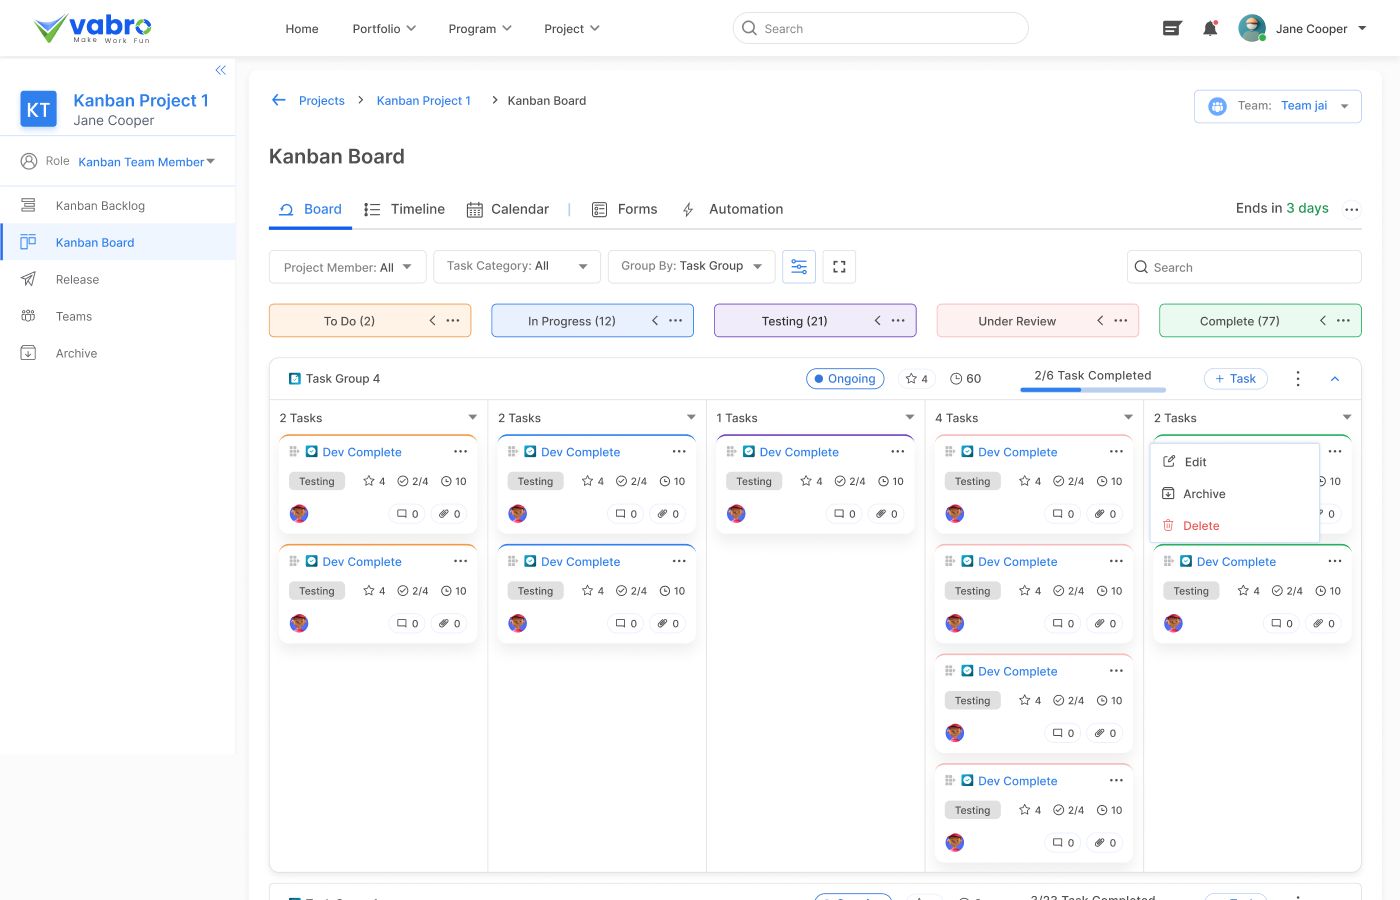 vabro
Make Work Fun
Home
Portfolio
Program
Project
Search
Jane Cooper
KT
Kanban Project 1
Jane Cooper
Role
Kanban Team Member
Kanban Backlog
Kanban Board
Release
Teams
Archive
Projects
Kanban Project 1
Kanban Board
Team: Team jai
Kanban Board
Board
Timeline
Calendar
Forms
Automation
Ends in 3 days
Project Member: All
Task Category: All
Group By: Task Group
Search
To Do (2)
In Progress (12)
Testing (21)
Under Review
Complete (77)
Task Group 4
Ongoing
4
60
2/6 Task Completed
+ Task
2 Tasks
2 Tasks
1 Tasks
4 Tasks
2 Tasks
Dev Complete
Testing 4 2/4 10
0 0
Dev Complete
Testing 4 2/4 10
0 0
Dev Complete
Testing 4 2/4 10
0 0
Dev Complete
Testing 4 2/4 10
0 0
Dev Complete
Testing 4 2/4 10
0 0
Dev Complete
Testing 4 2/4 10
0 0
Dev Complete
Testing 4 2/4 10
0 0
Dev Complete
Testing 4 2/4 10
0 0
Dev Complete
Testing 4 2/4 10
0 0
Edit
Archive
Delete
10
0
Dev Complete
Testing 4 2/4 10
0 0